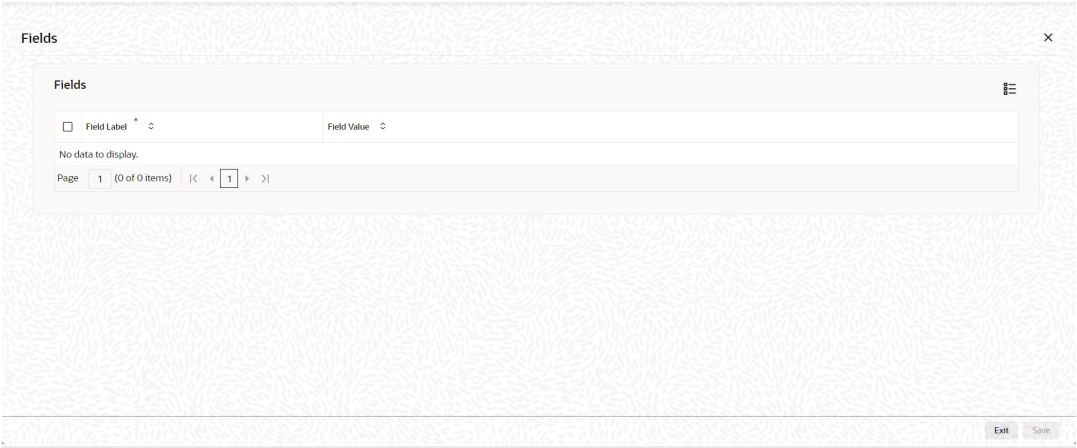 Fields
Fields
Field Label * Field Value
No data to display.
Page 1 (0 of 0 items) 1
Exit Save